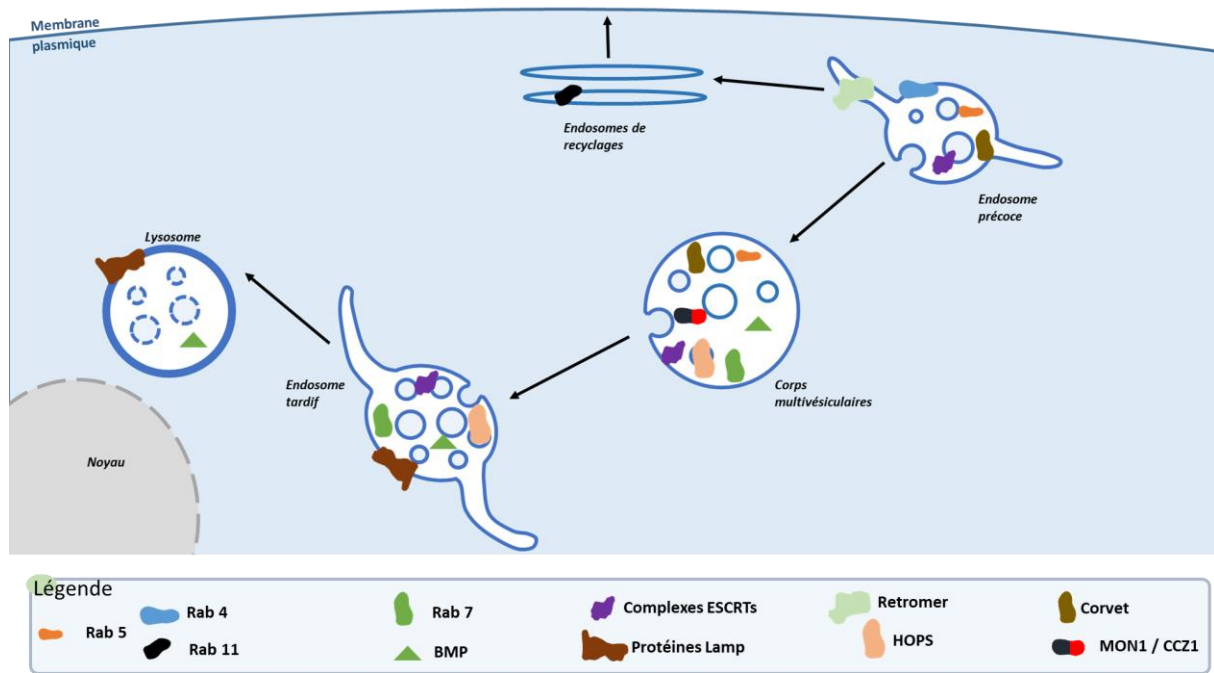 Membrane
plasmique
Endosomes de
recyclages
Endosome
précoce
Lysosome
Corps
multivésiculaires
Endosome
tardif
Noyau
Légende
Rab 5
Rab 4
Rab 11
Rab 7
BMP
Complexes ESCRTs
Protéines Lamp
Retromer
HOPS
Corvet
MON1 / CCZ1